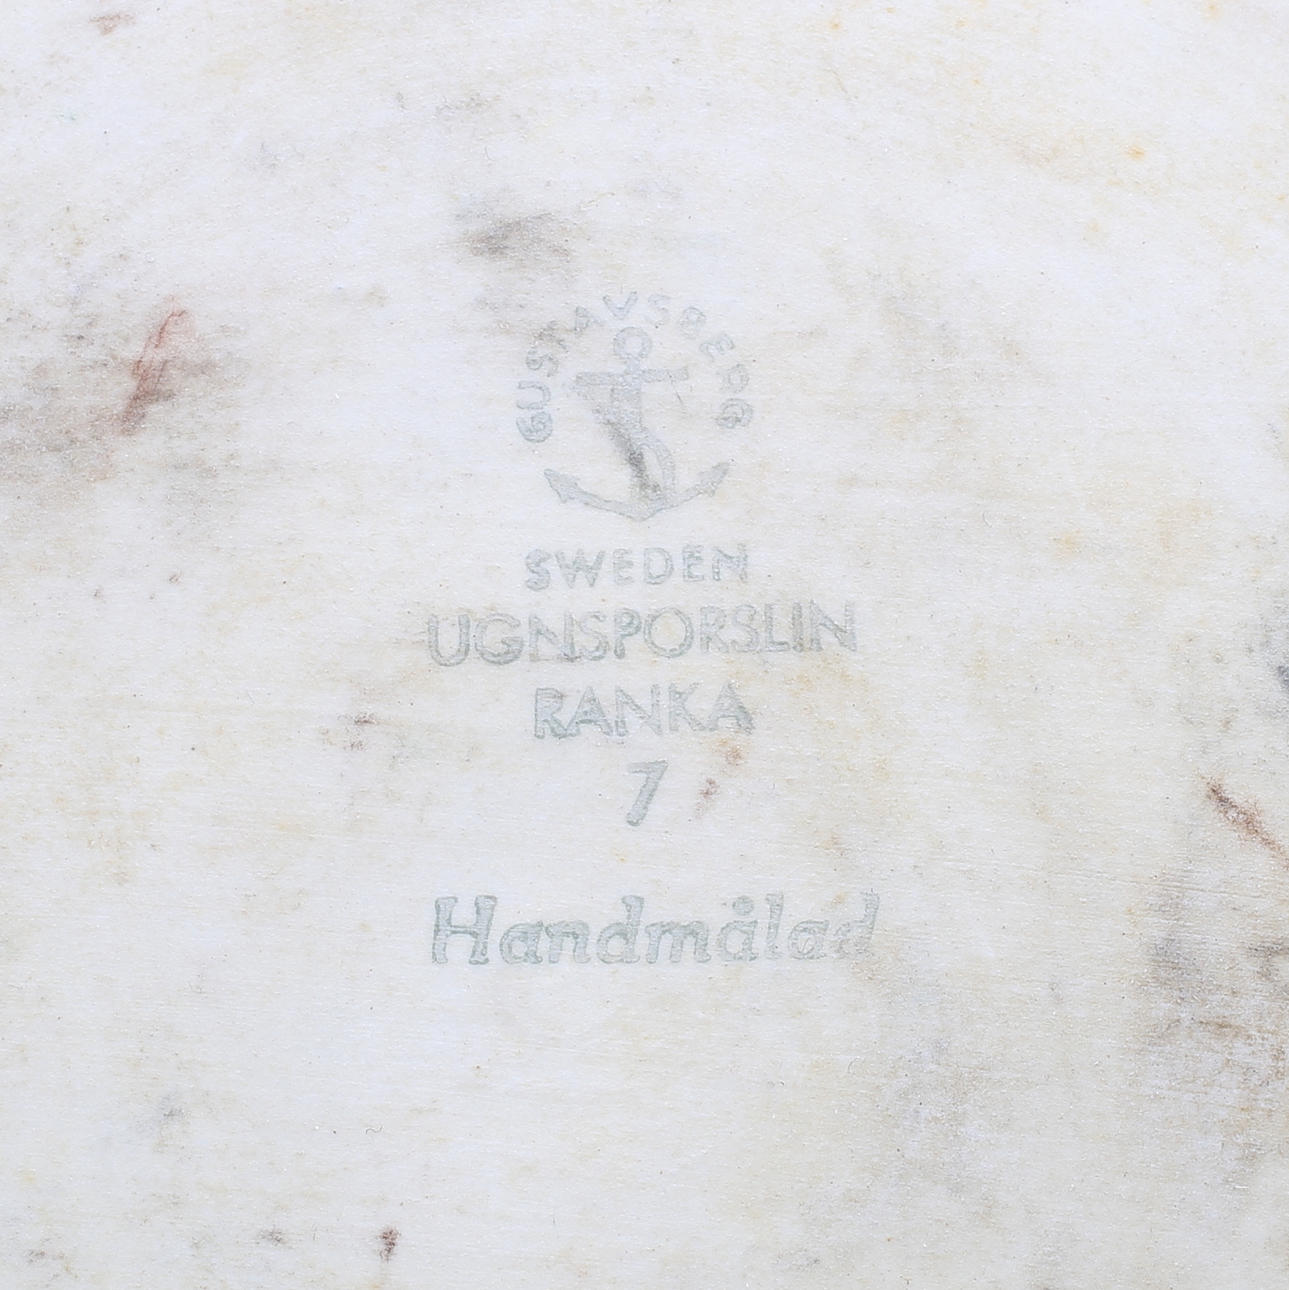 GUSTAVSBERG
SWEDEN
UGNSPORSLIN
RANKA
7
Handmålad